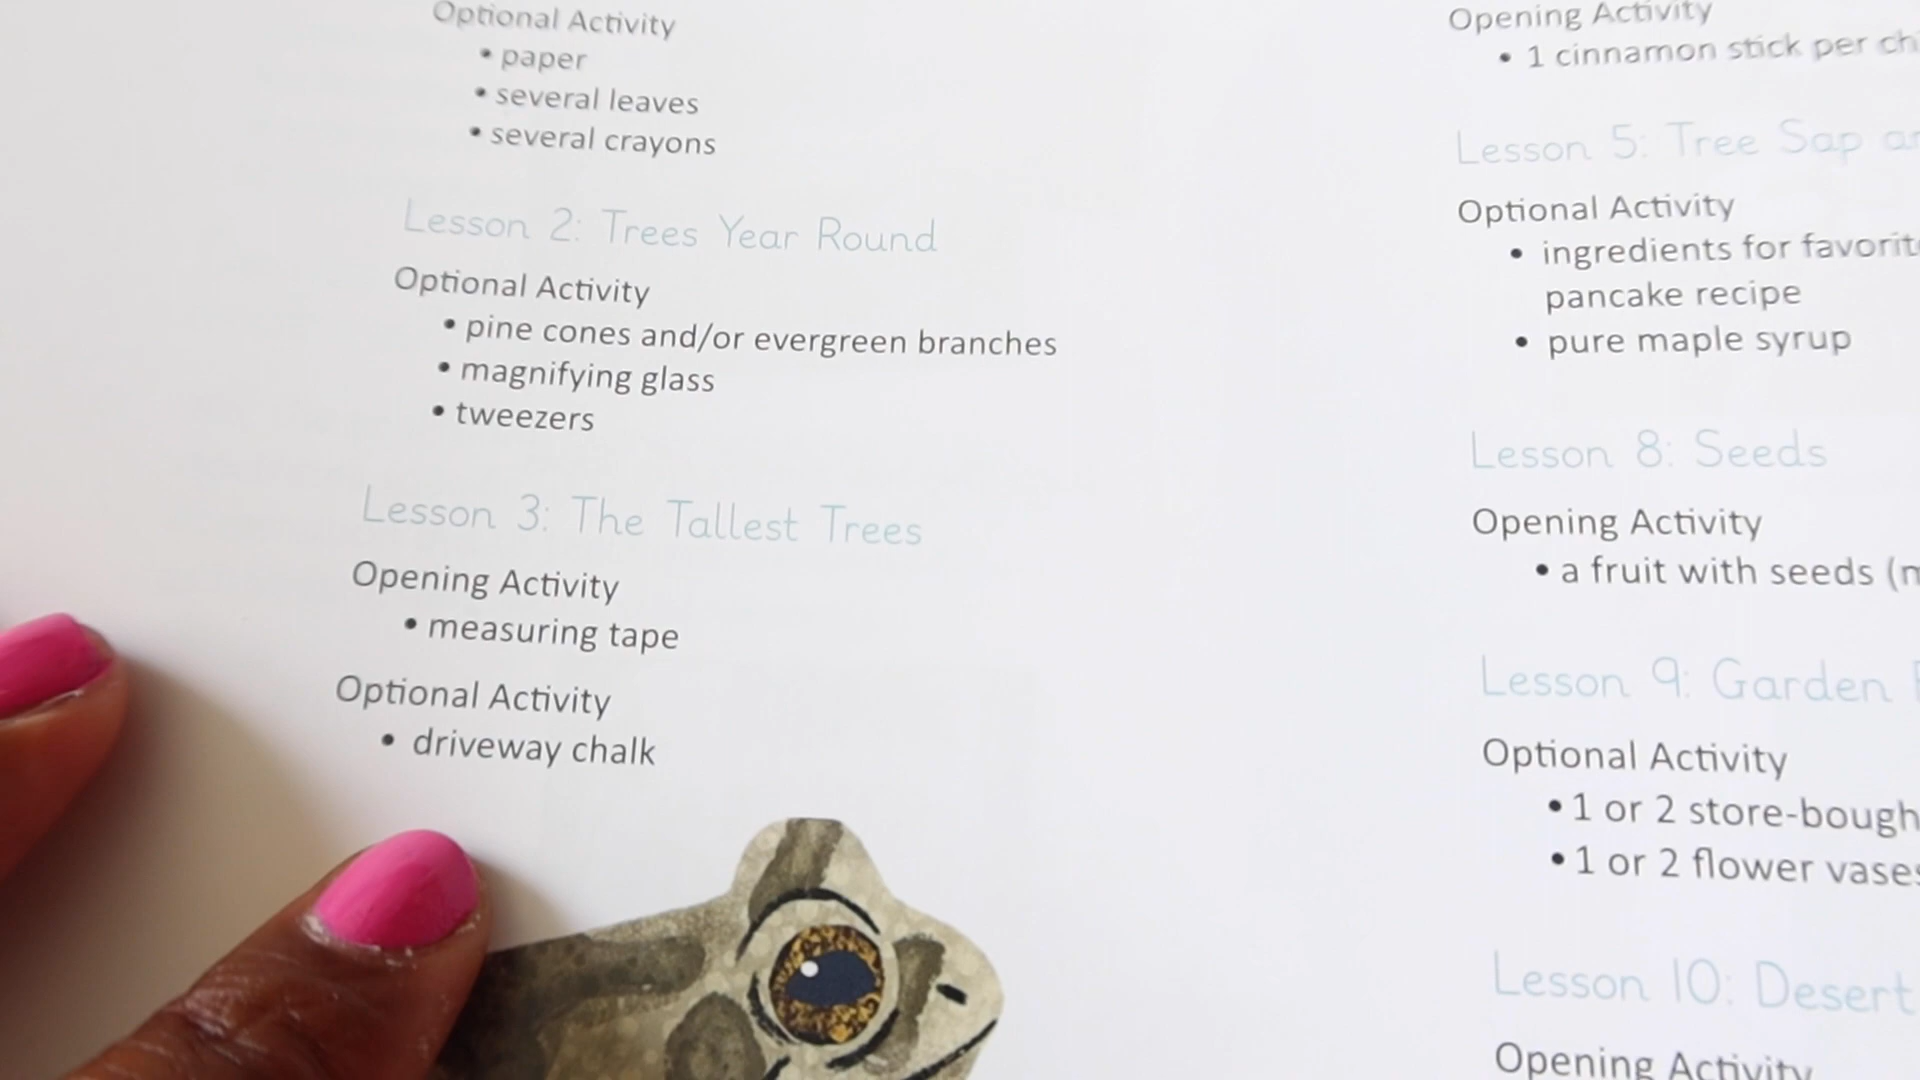 Optional Activity
• paper
• several leaves
• several crayons
Lesson 2: Trees Year Round
Optional Activity
• pine cones and/or evergreen branches
• magnifying glass
• tweezers
Lesson 3: The Tallest Trees
Opening Activity
• measuring tape
Optional Activity
• driveway chalk
Opening Activity
• 1 cinnamon stick per
Lesson 5: Tree Sap
Optional Activity
• ingredients for
pancake recipe
• pure maple syrup
Lesson 8: Seeds
Opening Activity
• a fruit with seeds
Lesson 9: Garden
Optional Activity
• 1 or 2
• 1 or 2 flower
Lesson 10: Desert
Opening Activity